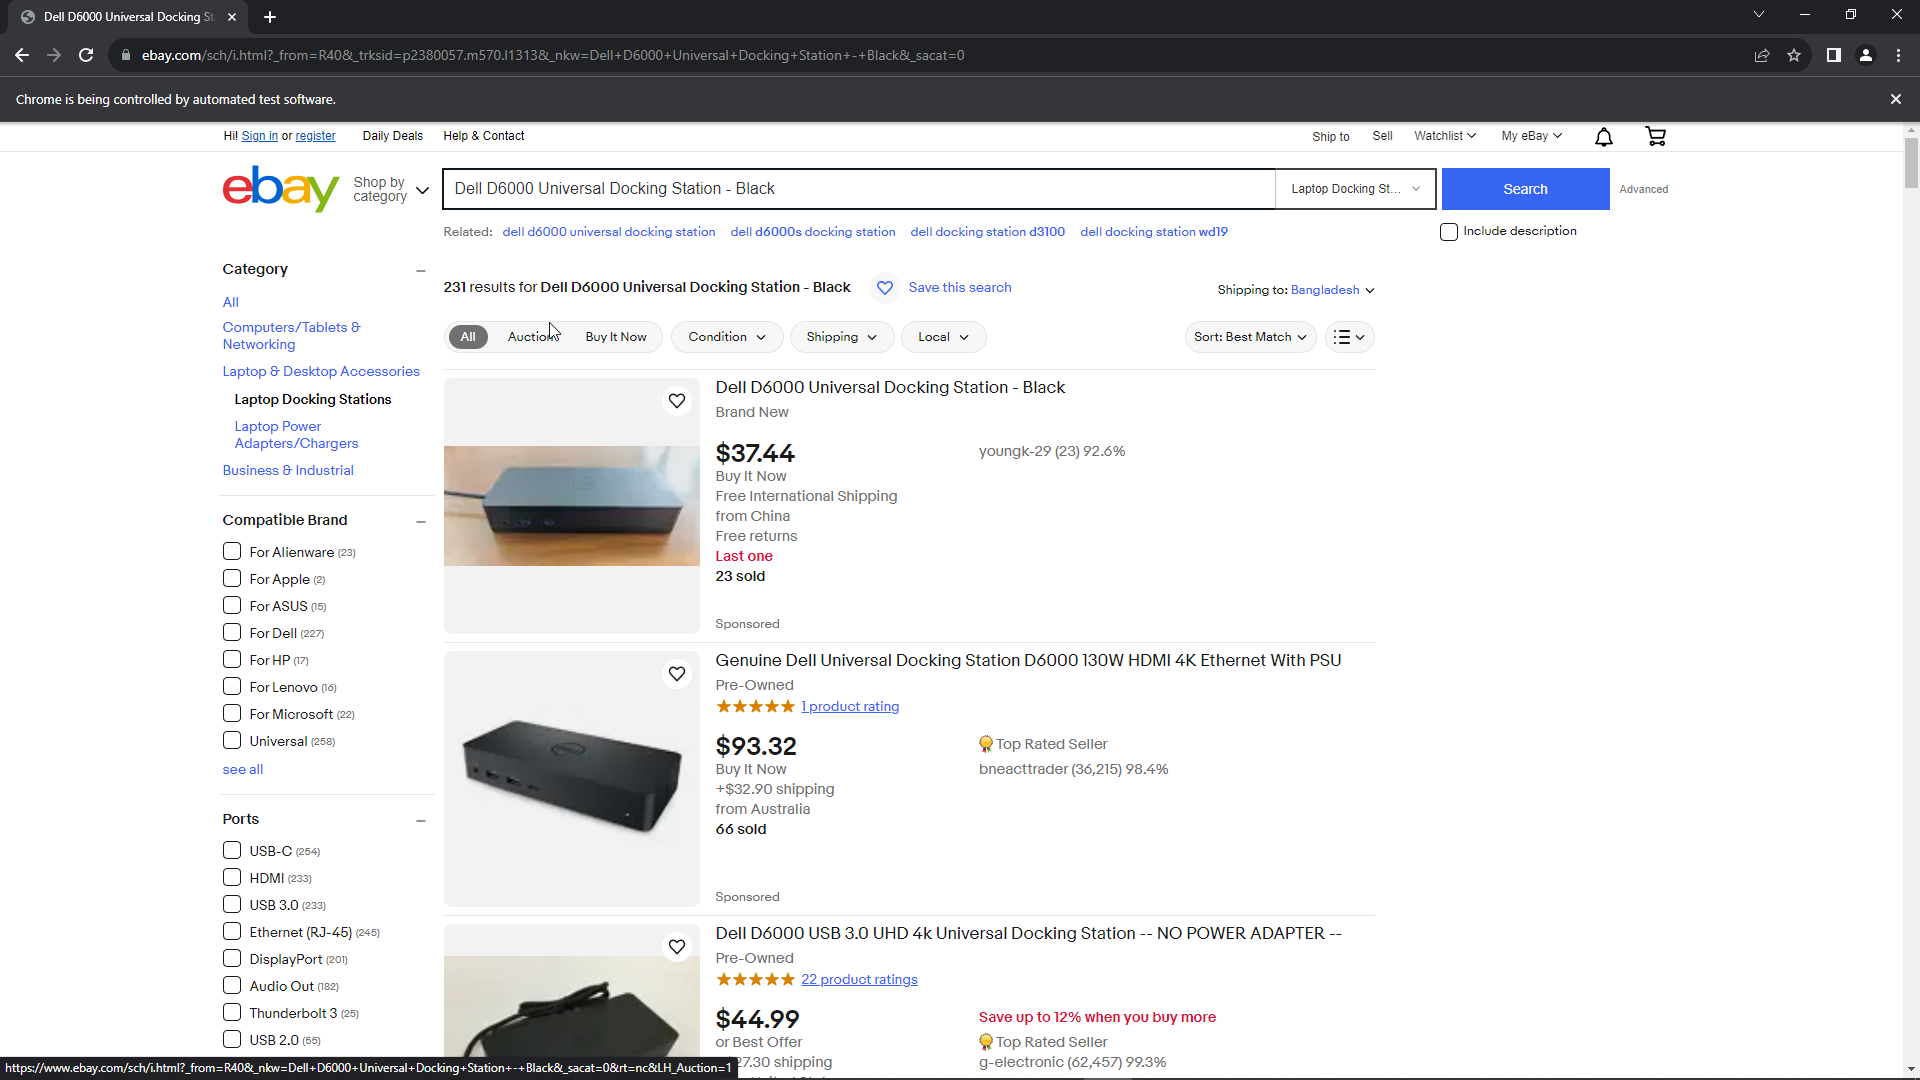 Dell D6000 Universal Docking St
ebay.com/sch/i.html?_from=R40&_trksid=p2380057.m570.l1313&_nkw=Dell+D6000+Universal+Docking+Station+-+Black&_sacat=0
Chrome is being controlled by automated test software.
Hi! Sign in or register Daily Deals Help & Contact Ship to Sell Watchlist My eBay
ebay Shop by category
Dell D6000 Universal Docking Station - Black Laptop Docking St... Search Advanced
Related: dell d6000 universal docking station dell d6000s docking station dell docking station d3100 dell docking station wd19 Include description
Category
All
Computers/Tablets &
Networking
Laptop & Desktop Accessories
Laptop Docking Stations
Laptop Power
Adapters/Chargers
Business & Industrial
Compatible Brand
For Alienware (23)
For Apple (2)
For ASUS (15)
For Dell (227)
For HP (17)
For Lenovo (16)
For Microsoft (22)
Universal (258)
see all
Ports
USB-C (254)
HDMI (233)
USB 3.0 (233)
Ethernet (RJ-45) (245)
DisplayPort (201)
Audio Out (182)
Thunderbolt 3 (25)
USB 2.0 (55)
231 results for Dell D6000 Universal Docking Station - Black Save this search Shipping to: Bangladesh
All Auction Buy It Now Condition Shipping Local Sort: Best Match
Dell D6000 Universal Docking Station - Black
Brand New
$37.44 youngk-29 (23) 92.6%
Buy It Now
Free International Shipping
from China
Free returns
Last one
23 sold
Sponsored
Genuine Dell Universal Docking Station D6000 130W HDMI 4K Ethernet With PSU
Pre-Owned
1 product rating
$93.32 Top Rated Seller
Buy It Now bneacttrader (36,215) 98.4%
+$32.90 shipping
from Australia
66 sold
Sponsored
Dell D6000 USB 3.0 UHD 4k Universal Docking Station -- NO POWER ADAPTER --
Pre-Owned
22 product ratings
$44.99 Save up to 12% when you buy more
or Best Offer Top Rated Seller
27.30 shipping g-electronic (62,457) 99.3%
https://www.ebay.com/sch/i.html?_from=R40&_nkw=Dell+D6000+Universal+Docking+Station+-+Black&_sacat=0&rt=nc&LH_Auction=1